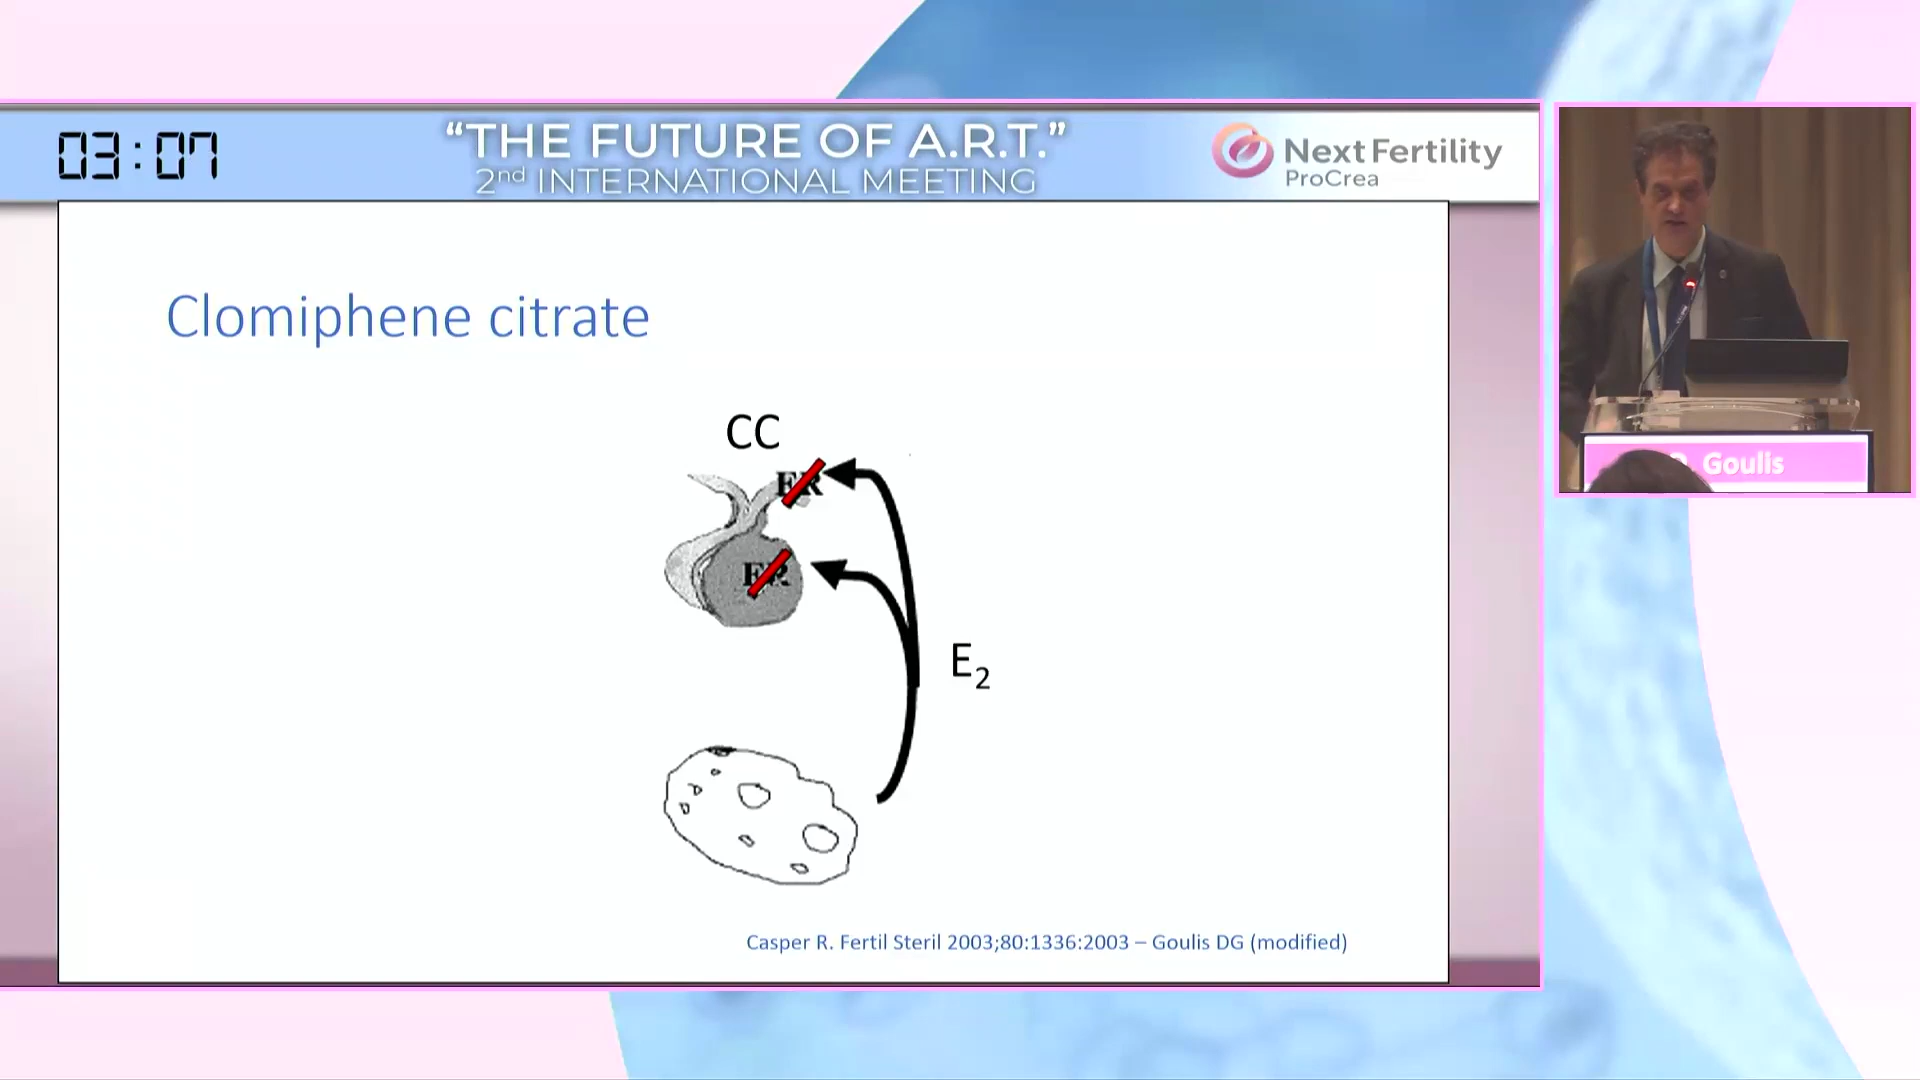 03:07
“THE FUTURE OF A.R.T.”
2nd INTERNATIONAL MEETING
Next Fertility
ProCrea
Clomiphene citrate
CC
ER
ER
E2
Casper R. Fertil Steril 2003;80:1336:2003 – Goulis DG (modified)
Goulis